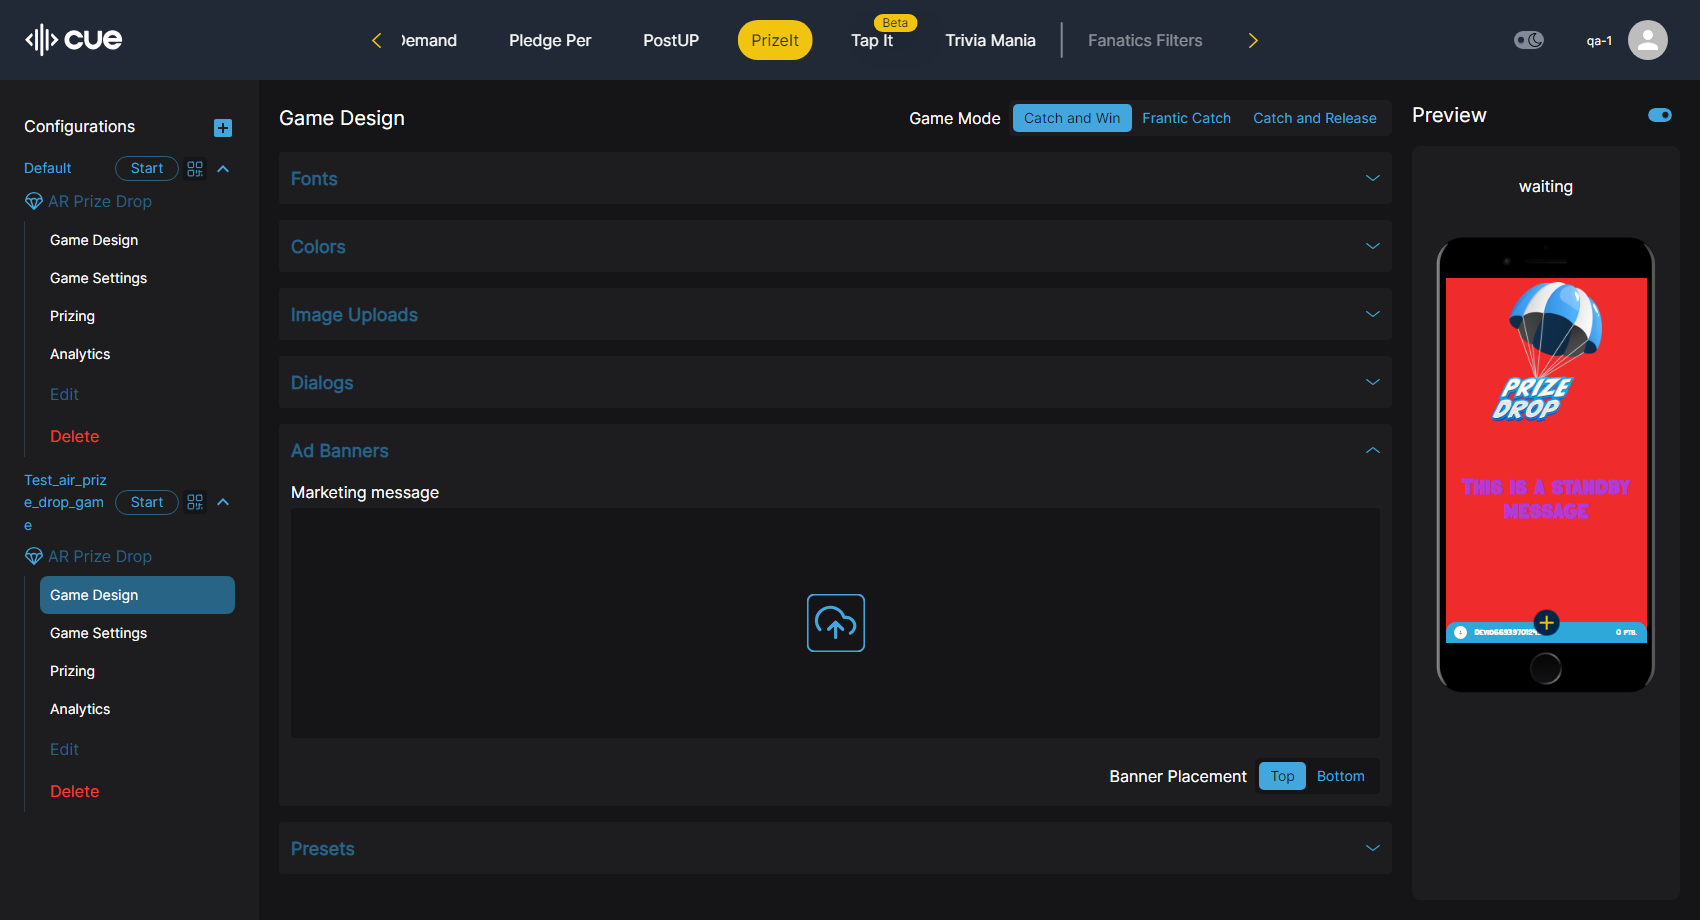 cue
Demand
Pledge Per
PostUP
PrizeIt
Beta
Tap It
Trivia Mania
Fanatics Filters
qa-1
Configurations
Default
Start
AR Prize Drop
Game Design
Game Settings
Prizing
Analytics
Edit
Delete
Test_air_priz
e_drop_gam
e
Start
AR Prize Drop
Game Design
Game Settings
Prizing
Analytics
Edit
Delete
Game Design
Game Mode
Catch and Win
Frantic Catch
Catch and Release
Fonts
Colors
Image Uploads
Dialogs
Ad Banners
Marketing message
Banner Placement
Top
Bottom
Presets
Preview
waiting
PRIZE
DROP
This is a standby
message
0 pts.